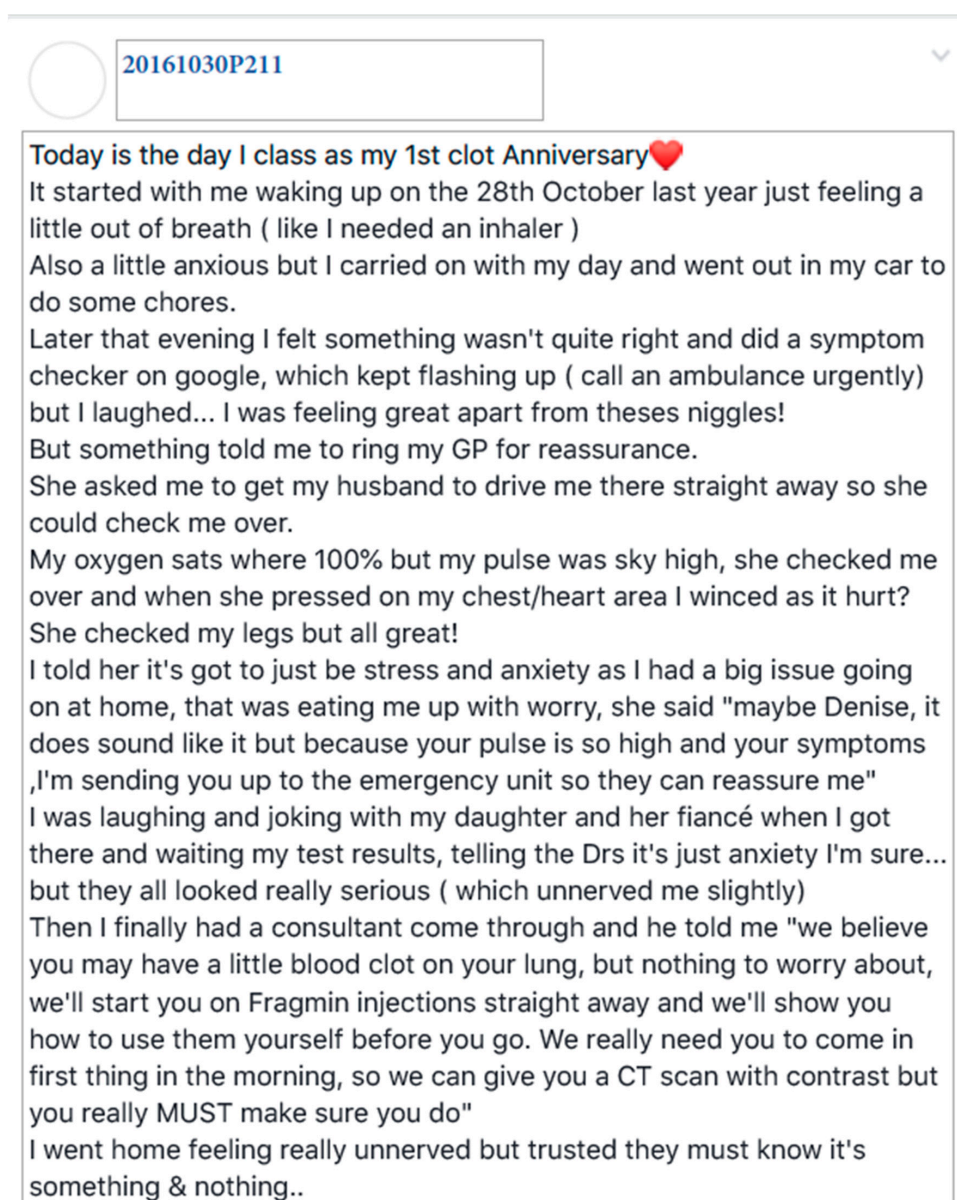 20161030P211
Today is the day I class as my 1st clot Anniversary❤️
It started with me waking up on the 28th October last year just feeling a
little out of breath ( like I needed an inhaler )
Also a little anxious but I carried on with my day and went out in my car to
do some chores.
Later that evening I felt something wasn't quite right and did a symptom
checker on google, which kept flashing up ( call an ambulance urgently)
but I laughed... I was feeling great apart from theses niggles!
But something told me to ring my GP for reassurance.
She asked me to get my husband to drive me there straight away so she
could check me over.
My oxygen sats where 100% but my pulse was sky high, she checked me
over and when she pressed on my chest/heart area I winced as it hurt?
She checked my legs but all great!
I told her it's got to just be stress and anxiety as I had a big issue going
on at home, that was eating me up with worry, she said "maybe Denise, it
does sound like it but because your pulse is so high and your symptoms
,I'm sending you up to the emergency unit so they can reassure me"
I was laughing and joking with my daughter and her fiancé when I got
there and waiting my test results, telling the Drs it's just anxiety I'm sure...
but they all looked really serious ( which unnerved me slightly)
Then I finally had a consultant come through and he told me "we believe
you may have a little blood clot on your lung, but nothing to worry about,
we'll start you on Fragmin injections straight away and we'll show you
how to use them yourself before you go. We really need you to come in
first thing in the morning, so we can give you a CT scan with contrast but
you really MUST make sure you do"
I went home feeling really unnerved but trusted they must know it's
something & nothing..